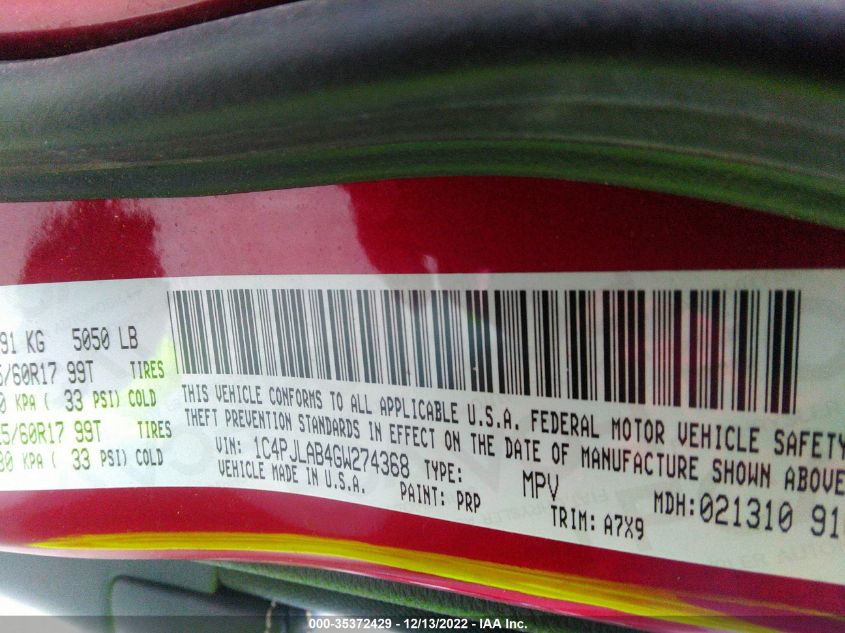 91 KG 5050 LB
/60R17 99T TIRES
0 KPA ( 33 PSI) COLD
5/60R17 99T TIRES
30 KPA ( 33 PSI) COLD
THIS VEHICLE CONFORMS TO ALL APPLICABLE U.S.A. FEDERAL MOTOR VEHICLE SAFETY
THEFT PREVENTION STANDARDS IN EFFECT ON THE DATE OF MANUFACTURE SHOWN ABOVE
VIN: 1C4PJLAB4GW274368 TYPE: MPV MDH:021310 91
VEHICLE MADE IN U.S.A. PAINT: PRP TRIM: A7X9
000-35372429 - 12/13/2022 - IAA, Inc.